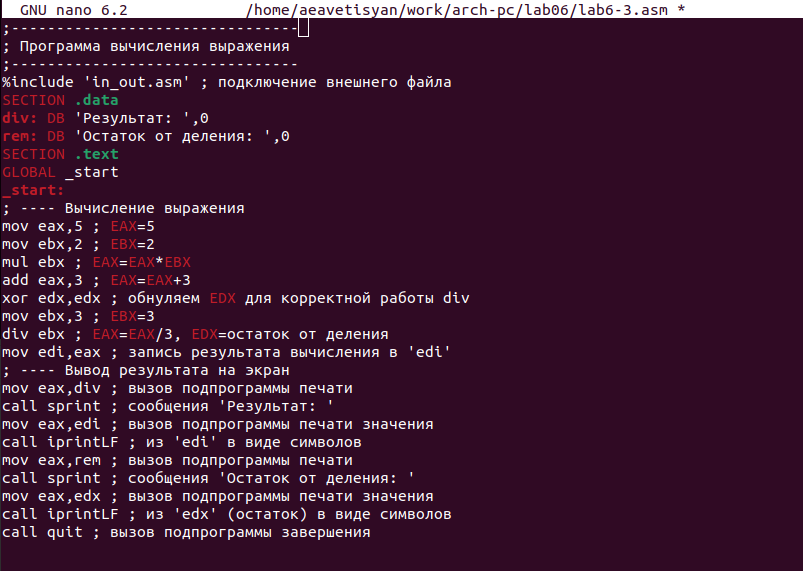 GNU nano 6.2 /home/aeavetisyan/work/arch-pc/lab06/lab6-3.asm *
;--------------------------------
; Программа вычисления выражения
;--------------------------------
%include 'in_out.asm' ; подключение внешнего файла
SECTION .data
div: DB 'Результат: ',0
rem: DB 'Остаток от деления: ',0
SECTION .text
GLOBAL _start
_start:
; ---- Вычисление выражения
mov eax,5 ; EAX=5
mov ebx,2 ; EBX=2
mul ebx ; EAX=EAX*EBX
add eax,3 ; EAX=EAX+3
xor edx,edx ; обнуляем EDX для корректной работы div
mov ebx,3 ; EBX=3
div ebx ; EAX=EAX/3, EDX=остаток от деления
mov edi,eax ; запись результата вычисления в 'edi'
; ---- Вывод результата на экран
mov eax,div ; вызов подпрограммы печати
call sprint ; сообщения 'Результат: '
mov eax,edi ; вызов подпрограммы печати значения
call iprintLF ; из 'edi' в виде символов
mov eax,rem ; вызов подпрограммы печати
call sprint ; сообщения 'Остаток от деления: '
mov eax,edx ; вызов подпрограммы печати значения
call iprintLF ; из 'edx' (остаток) в виде символов
call quit ; вызов подпрограммы завершения